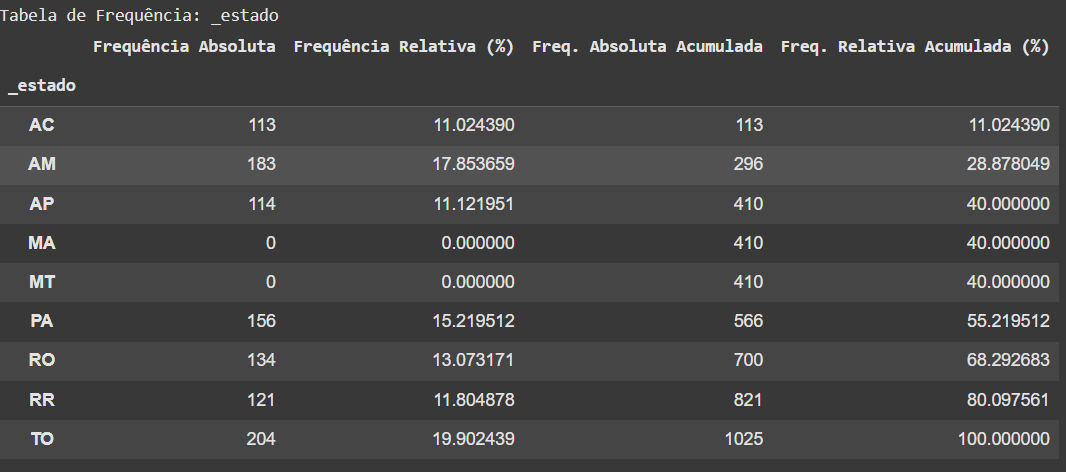 Tabela de Frequência: _estado
Frequência Absoluta Frequência Relativa (%) Freq. Absoluta Acumulada Freq. Relativa Acumulada (%)
_estado
AC 113 11.024390 113 11.024390
AM 183 17.853659 296 28.878049
AP 114 11.121951 410 40.000000
MA 0 0.000000 410 40.000000
MT 0 0.000000 410 40.000000
PA 156 15.219512 566 55.219512
RO 134 13.073171 700 68.292683
RR 121 11.804878 821 80.097561
TO 204 19.902439 1025 100.000000